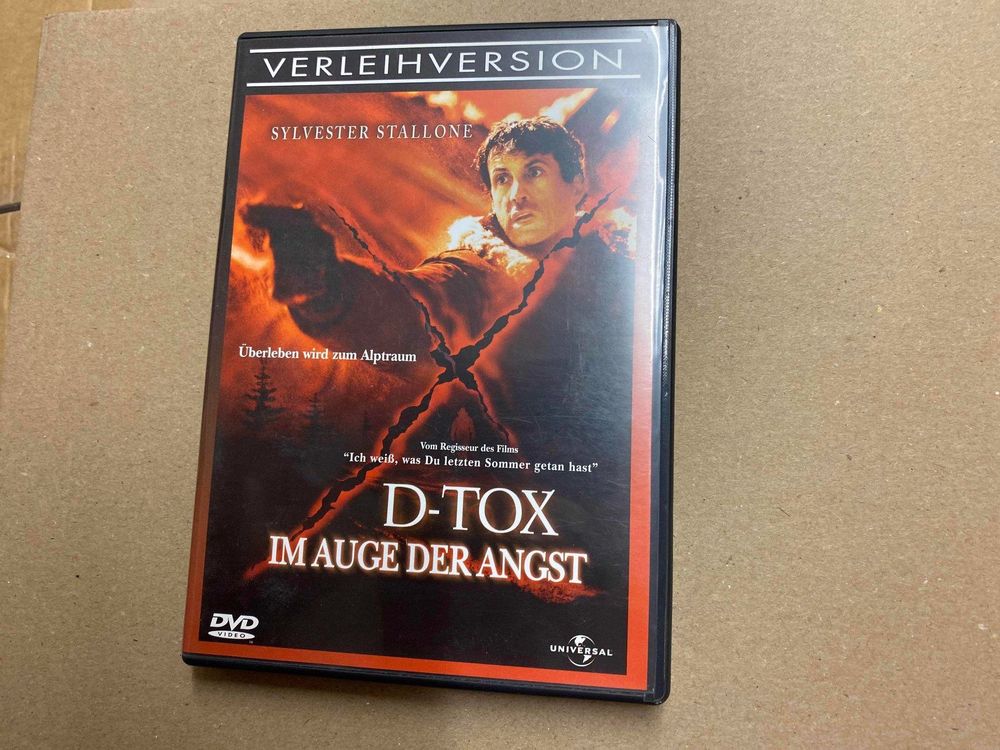 VERLEIHVERSION
SYLVESTER STALLONE
Überleben wird zum Alptraum
Vom Regisseur des Films
“Ich weiß, was Du letzten Sommer getan hast”
D-TOX
IM AUGE DER ANGST
DVD
VIDEO
UNIVERSAL